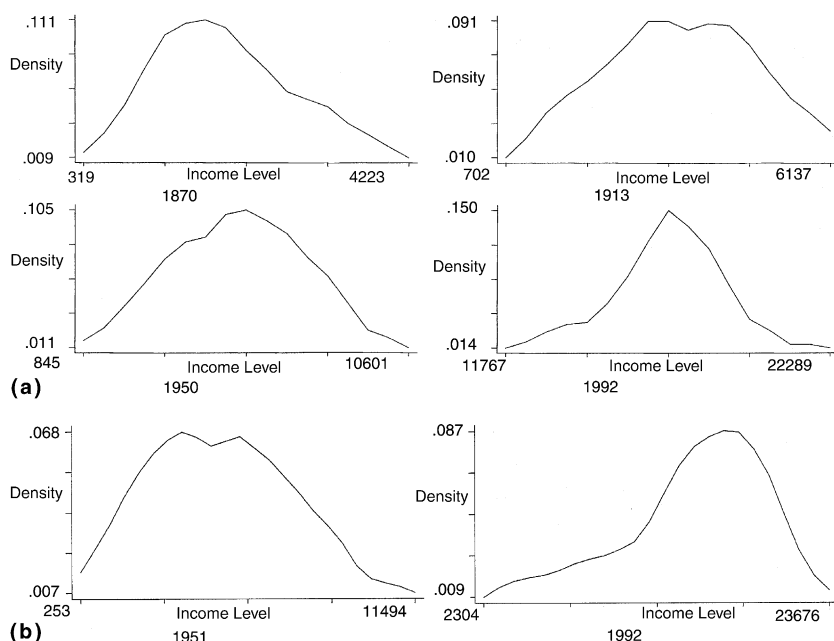 .111
.091
Density
Density
.009
.010
319
Income Level
4223
702
Income Level
6137
1870
1913
.105
.150
Density
Density
.011
.014
845
Income Level
10601
11767
Income Level
22289
(a)
1950
1992
.068
.087
Density
Density
.007
.009
253
Income Level
11494
2304
Income Level
23676
(b)
1951
1992